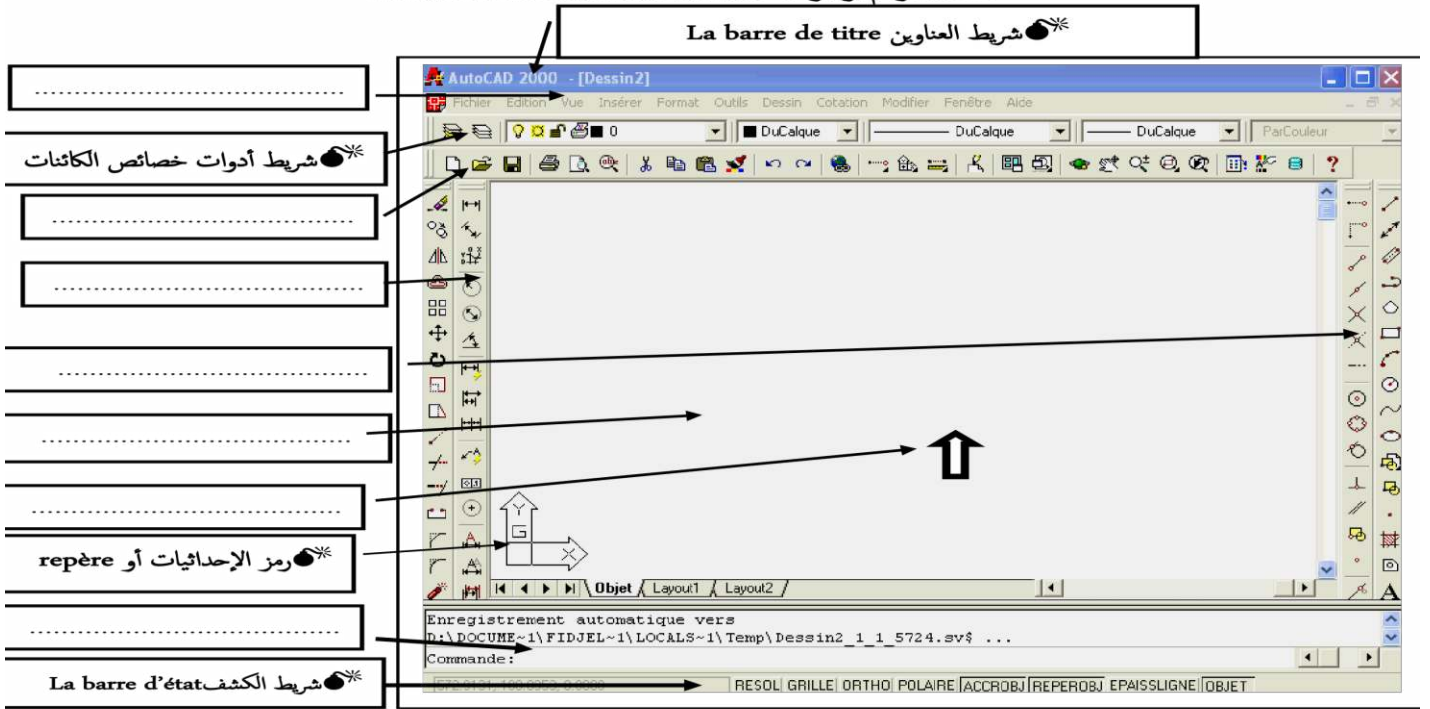 شريط العناوين La barre de titre
AutoCAD 2000 - [Dessin2]
....................................
Fichier Edition Vue Insérer Format Outils Dessin Cotation Modifier Fenêtre Aide
0 DuCalque DuCalque DuCalque ParCouleur
شريط أدوات خصائص الكائنات
....................................
....................................
....................................
....................................
....................................
رمز الإحداثيات أو repère
Y
G
X
Objet Layout1 Layout2
....................................
Enregistrement automatique vers
D:\DOCUME~1\FIDJEL~1\LOCALS~1\Temp\Dessin2_1_1_5724.sv$ ...
Commande:
شريط الكشف La barre d'état
RESOL GRILLE ORTHO POLAIRE ACCROBJ REPEROBJ EPAISSLIGNE OBJET